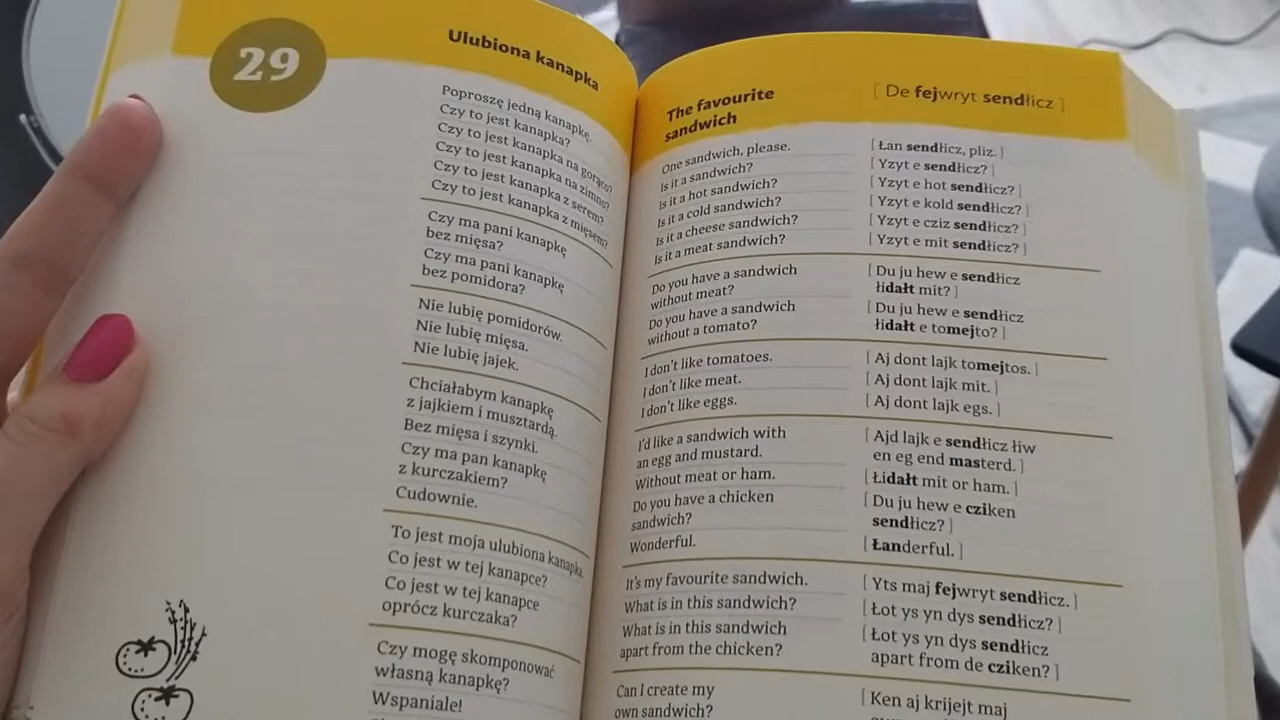 29
Ulubiona kanapka
Poproszę jedną kanapkę.
Czy to jest kanapka?
Czy to jest kanapka na gorąco?
Czy to jest kanapka na zimno?
Czy to jest kanapka z serem?
Czy to jest kanapka z mięsem?
Czy ma pani kanapkę
bez mięsa?
Czy ma pani kanapkę
bez pomidora?
Nie lubię pomidorów.
Nie lubię mięsa.
Nie lubię jajek.
Chciałabym kanapkę
z jajkiem i musztardą.
Bez mięsa i szynki.
Czy ma pan kanapkę
z kurczakiem?
Cudownie.
To jest moja ulubiona kanapka.
Co jest w tej kanapce?
Co jest w tej kanapce
oprócz kurczaka?
Czy mogę skomponować
własną kanapkę?
Wspaniale!
The favourite
sandwich
One sandwich, please.
Is it a sandwich?
Is it a hot sandwich?
Is it a cold sandwich?
Is it a cheese sandwich?
Is it a meat sandwich?
Do you have a sandwich
without meat?
Do you have a sandwich
without a tomato?
I don't like tomatoes.
I don't like meat.
I don't like eggs.
I'd like a sandwich with
an egg and mustard.
Without meat or ham.
Do you have a chicken
sandwich?
Wonderful.
It's my favourite sandwich.
What is in this sandwich?
What is in this sandwich
apart from the chicken?
Can I create my
own sandwich?
[ De fejwryt sendłicz ]
[ Łan sendłicz, pliz. ]
[ Yzyt e sendłicz? ]
[ Yzyt e hot sendłicz? ]
[ Yzyt e kold sendłicz? ]
[ Yzyt e cziz sendłicz? ]
[ Yzyt e mit sendłicz? ]
[ Du ju hew e sendłicz
łidałt mit? ]
[ Du ju hew e sendłicz
łidałt e tomejto? ]
[ Aj dont lajk tomejtos. ]
[ Aj dont lajk mit. ]
[ Aj dont lajk egs. ]
[ Ajd lajk e sendłicz łiw
en eg end masterd. ]
[ Łidałt mit or ham. ]
[ Du ju hew e cziken
sendłicz? ]
[ Łanderful. ]
[ Yts maj fejwryt sendłicz. ]
[ Łot ys yn dys sendłicz? ]
[ Łot ys yn dys sendłicz
apart from de cziken? ]
[ Ken aj krijejt maj